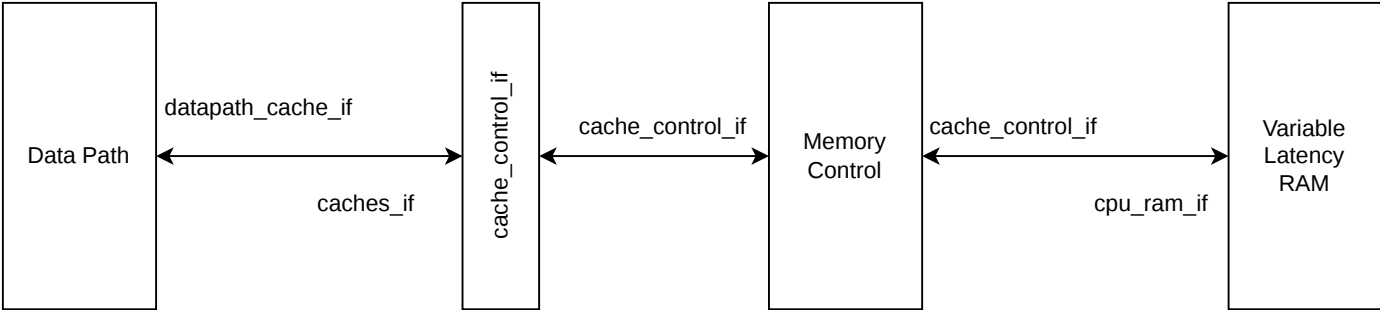 Data Path
datapath_cache_if
caches_if
cache_control_if
cache_control_if
Memory
Control
cache_control_if
cpu_ram_if
Variable
Latency
RAM